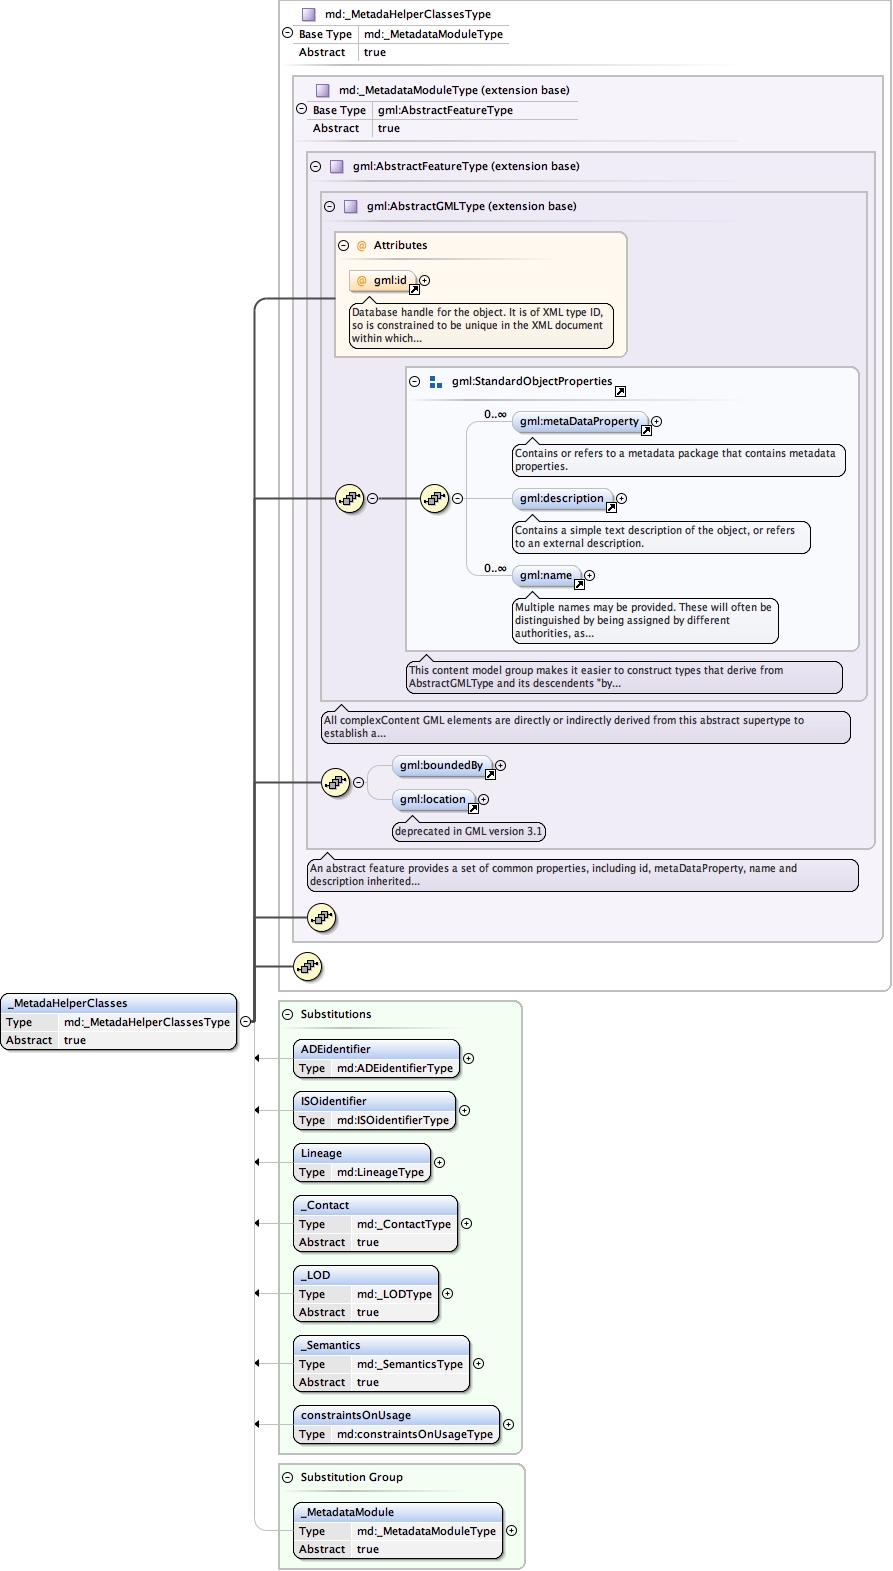 md:_MetadaHelperClassesType
Base Type md:_MetadataModuleType
Abstract true
md:_MetadataModuleType (extension base)
Base Type gml:AbstractFeatureType
Abstract true
gml:AbstractFeatureType (extension base)
gml:AbstractGMLType (extension base)
@ Attributes
@ gml:id
Database handle for the object. It is of XML type ID,
so is constrained to be unique in the XML document
within which...
gml:StandardObjectProperties
0..∞
gml:metaDataProperty
Contains or refers to a metadata package that contains metadata
properties.
gml:description
Contains a simple text description of the object, or refers
to an external description.
0..∞
gml:name
Multiple names may be provided. These will often be
distinguished by being assigned by different
authorities, as...
This content model group makes it easier to construct types that derive from
AbstractGMLType and its descendents "by...
All complexContent GML elements are directly or indirectly derived from this abstract supertype to
establish a...
gml:boundedBy
gml:location
deprecated in GML version 3.1
An abstract feature provides a set of common properties, including id, metaDataProperty, name and
description inherited...
_MetadaHelperClasses
Type md:_MetadaHelperClassesType
Abstract true
Substitutions
ADEidentifier
Type md:ADEidentifierType
ISOidentifier
Type md:ISOidentifierType
Lineage
Type md:LineageType
_Contact
Type md:_ContactType
Abstract true
_LOD
Type md:_LODType
Abstract true
_Semantics
Type md:_SemanticsType
Abstract true
constraintsOnUsage
Type md:constraintsOnUsageType
Substitution Group
_MetadataModule
Type md:_MetadataModuleType
Abstract true